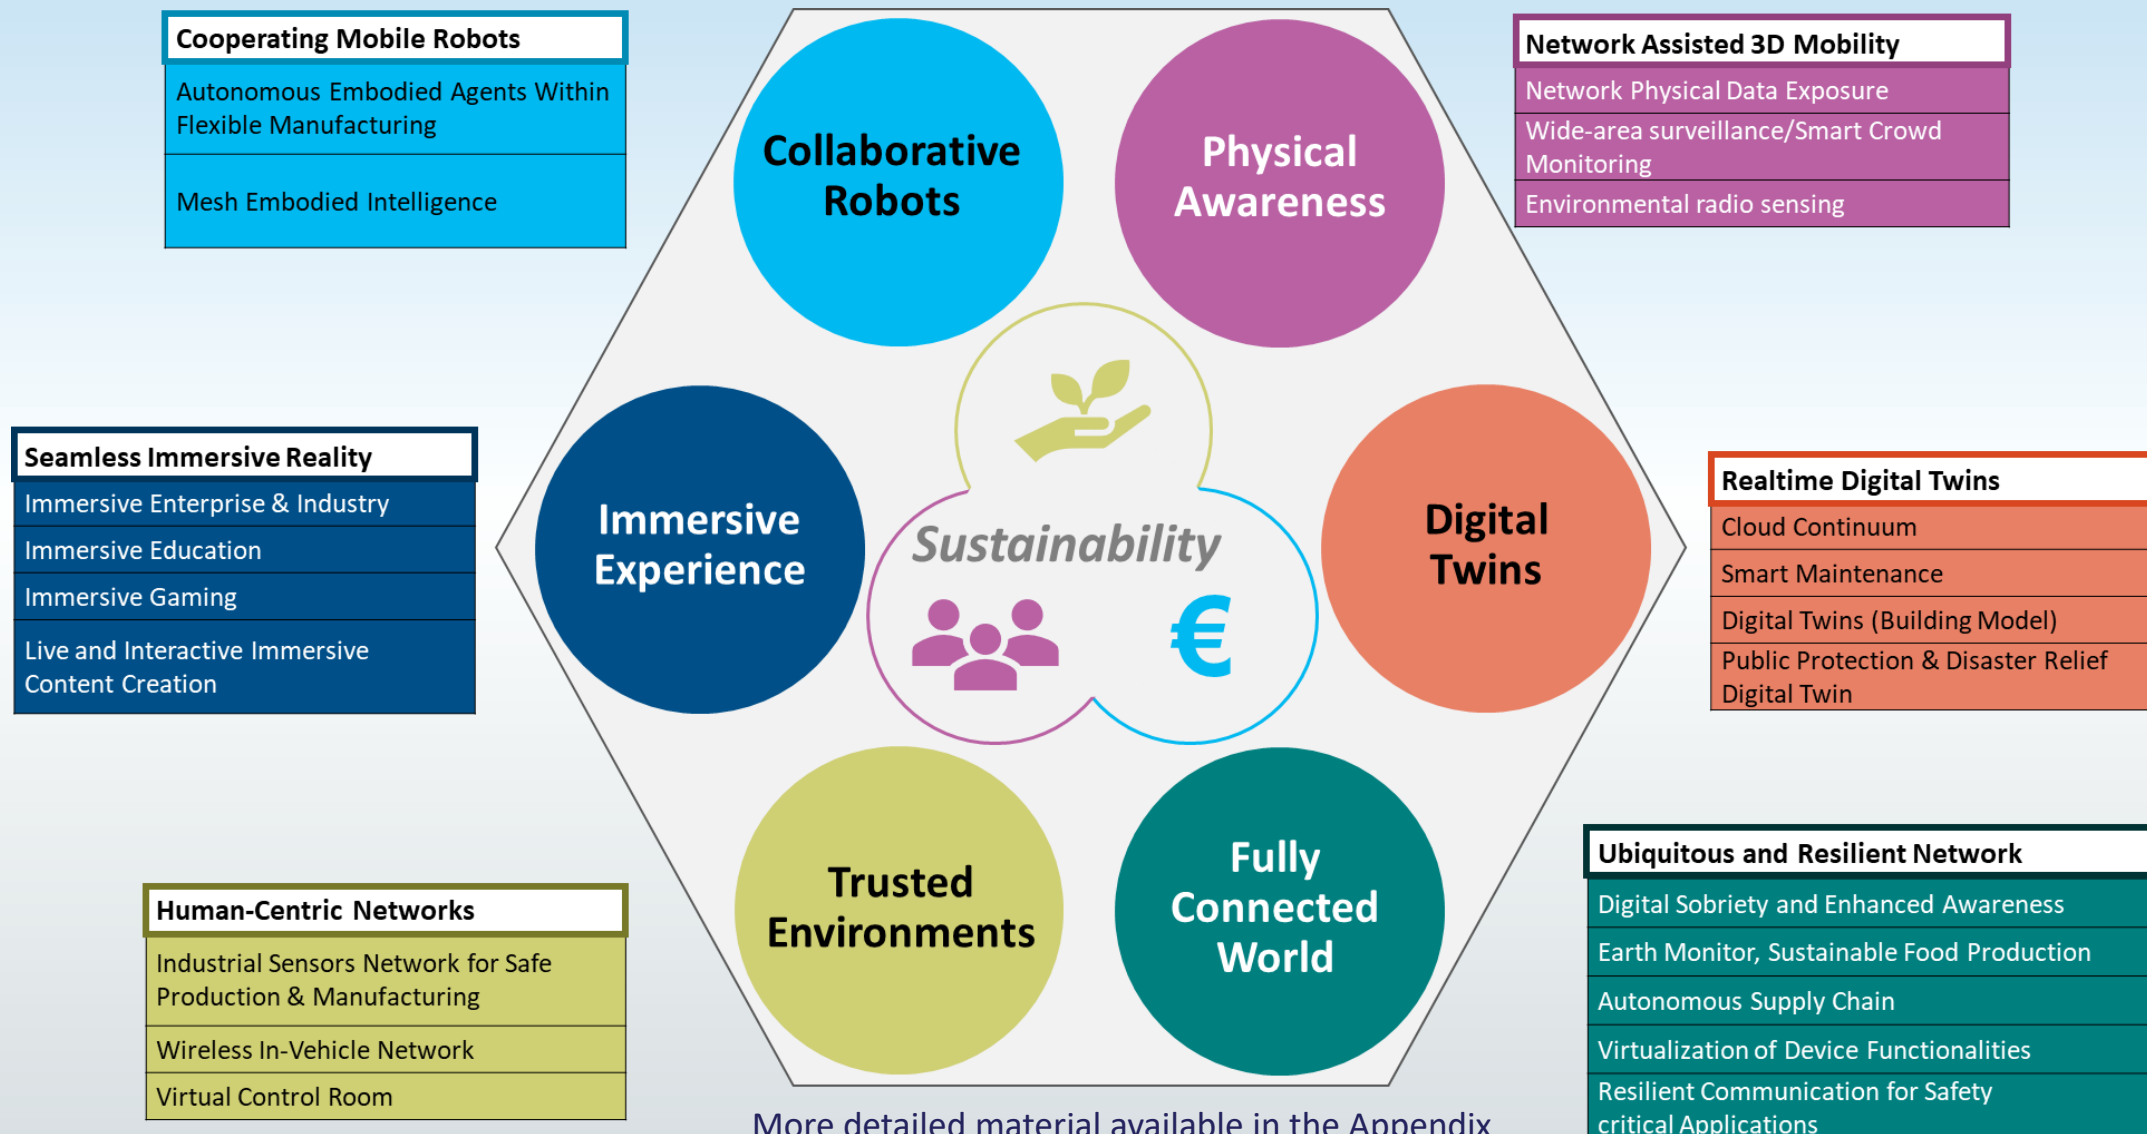 Cooperating Mobile Robots
Autonomous Embodied Agents Within
Flexible Manufacturing
Mesh Embodied Intelligence
Collaborative
Robots
Physical
Awareness
Network Assisted 3D Mobility
Network Physical Data Exposure
Wide-area surveillance/Smart Crowd
Monitoring
Environmental radio sensing
Seamless Immersive Reality
Immersive Enterprise & Industry
Immersive Education
Immersive Gaming
Live and Interactive Immersive
Content Creation
Immersive
Experience
Sustainability
€
Digital
Twins
Realtime Digital Twins
Cloud Continuum
Smart Maintenance
Digital Twins (Building Model)
Public Protection & Disaster Relief
Digital Twin
Human-Centric Networks
Industrial Sensors Network for Safe
Production & Manufacturing
Wireless In-Vehicle Network
Virtual Control Room
Trusted
Environments
Fully
Connected
World
Ubiquitous and Resilient Network
Digital Sobriety and Enhanced Awareness
Earth Monitor, Sustainable Food Production
Autonomous Supply Chain
Virtualization of Device Functionalities
Resilient Communication for Safety
critical Applications
More detailed material available in the Appendix